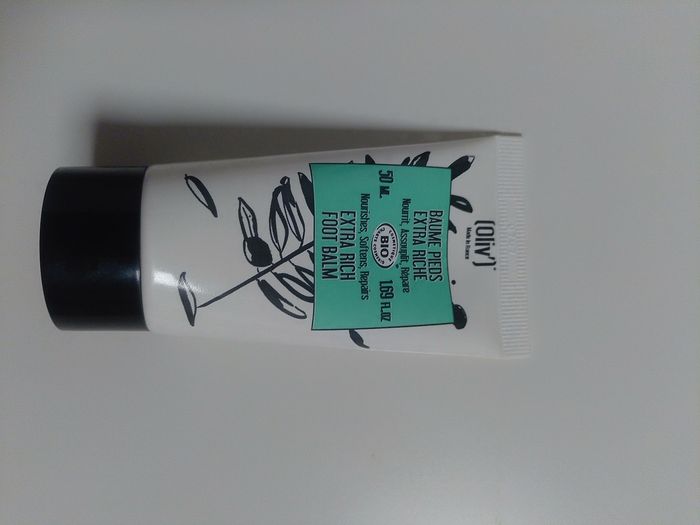 (Oliv')®
Made in France
BAUME PIEDS
EXTRA RICHE
Nourrit, Assouplit, Répare
50 ML.
BIO
1.69 FL.OZ
Nourishes, Softens, Repairs
EXTRA RICH
FOOT BALM